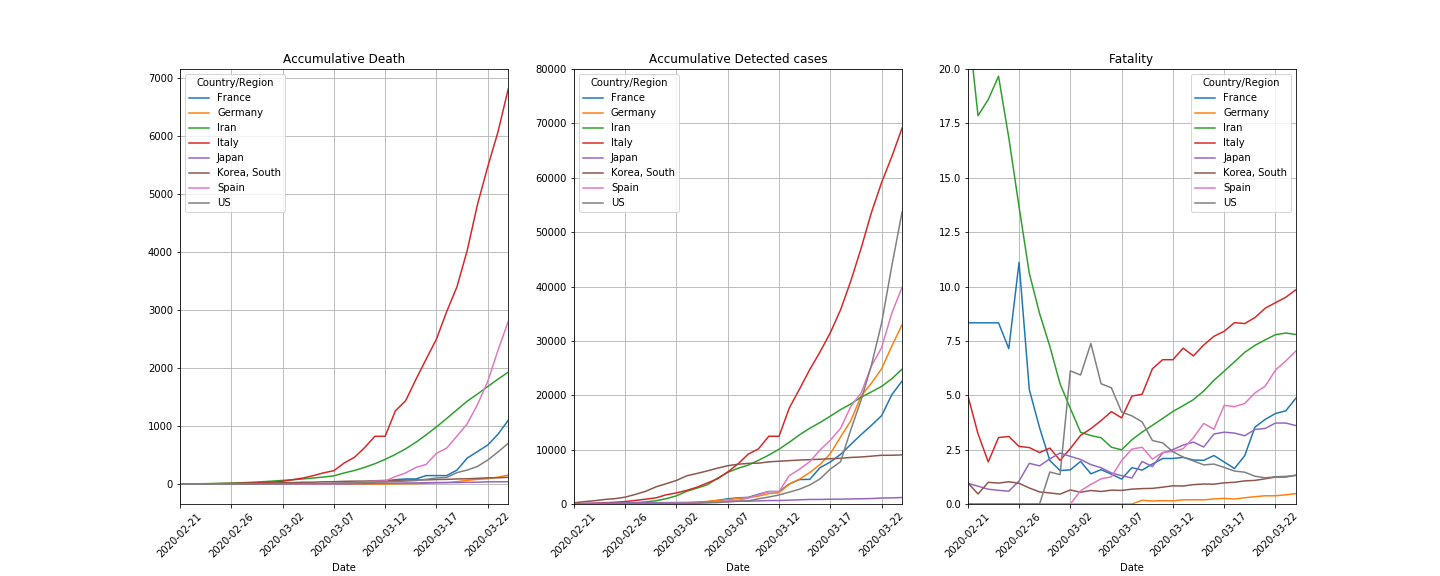 Accumulative Death
7000
6000
5000
4000
3000
2000
1000
0
Country/Region
France
Germany
Iran
Italy
Japan
Korea, South
Spain
US
2020-02-21
2020-02-26
2020-03-02
2020-03-07
2020-03-12
2020-03-17
2020-03-22
Date
Accumulative Detected cases
80000
70000
60000
50000
40000
30000
20000
10000
0
Country/Region
France
Germany
Iran
Italy
Japan
Korea, South
Spain
US
2020-02-21
2020-02-26
2020-03-02
2020-03-07
2020-03-12
2020-03-17
2020-03-22
Date
Fatality
20.0
17.5
15.0
12.5
10.0
7.5
5.0
2.5
0.0
Country/Region
France
Germany
Iran
Italy
Japan
Korea, South
Spain
US
2020-02-21
2020-02-26
2020-03-02
2020-03-07
2020-03-12
2020-03-17
2020-03-22
Date